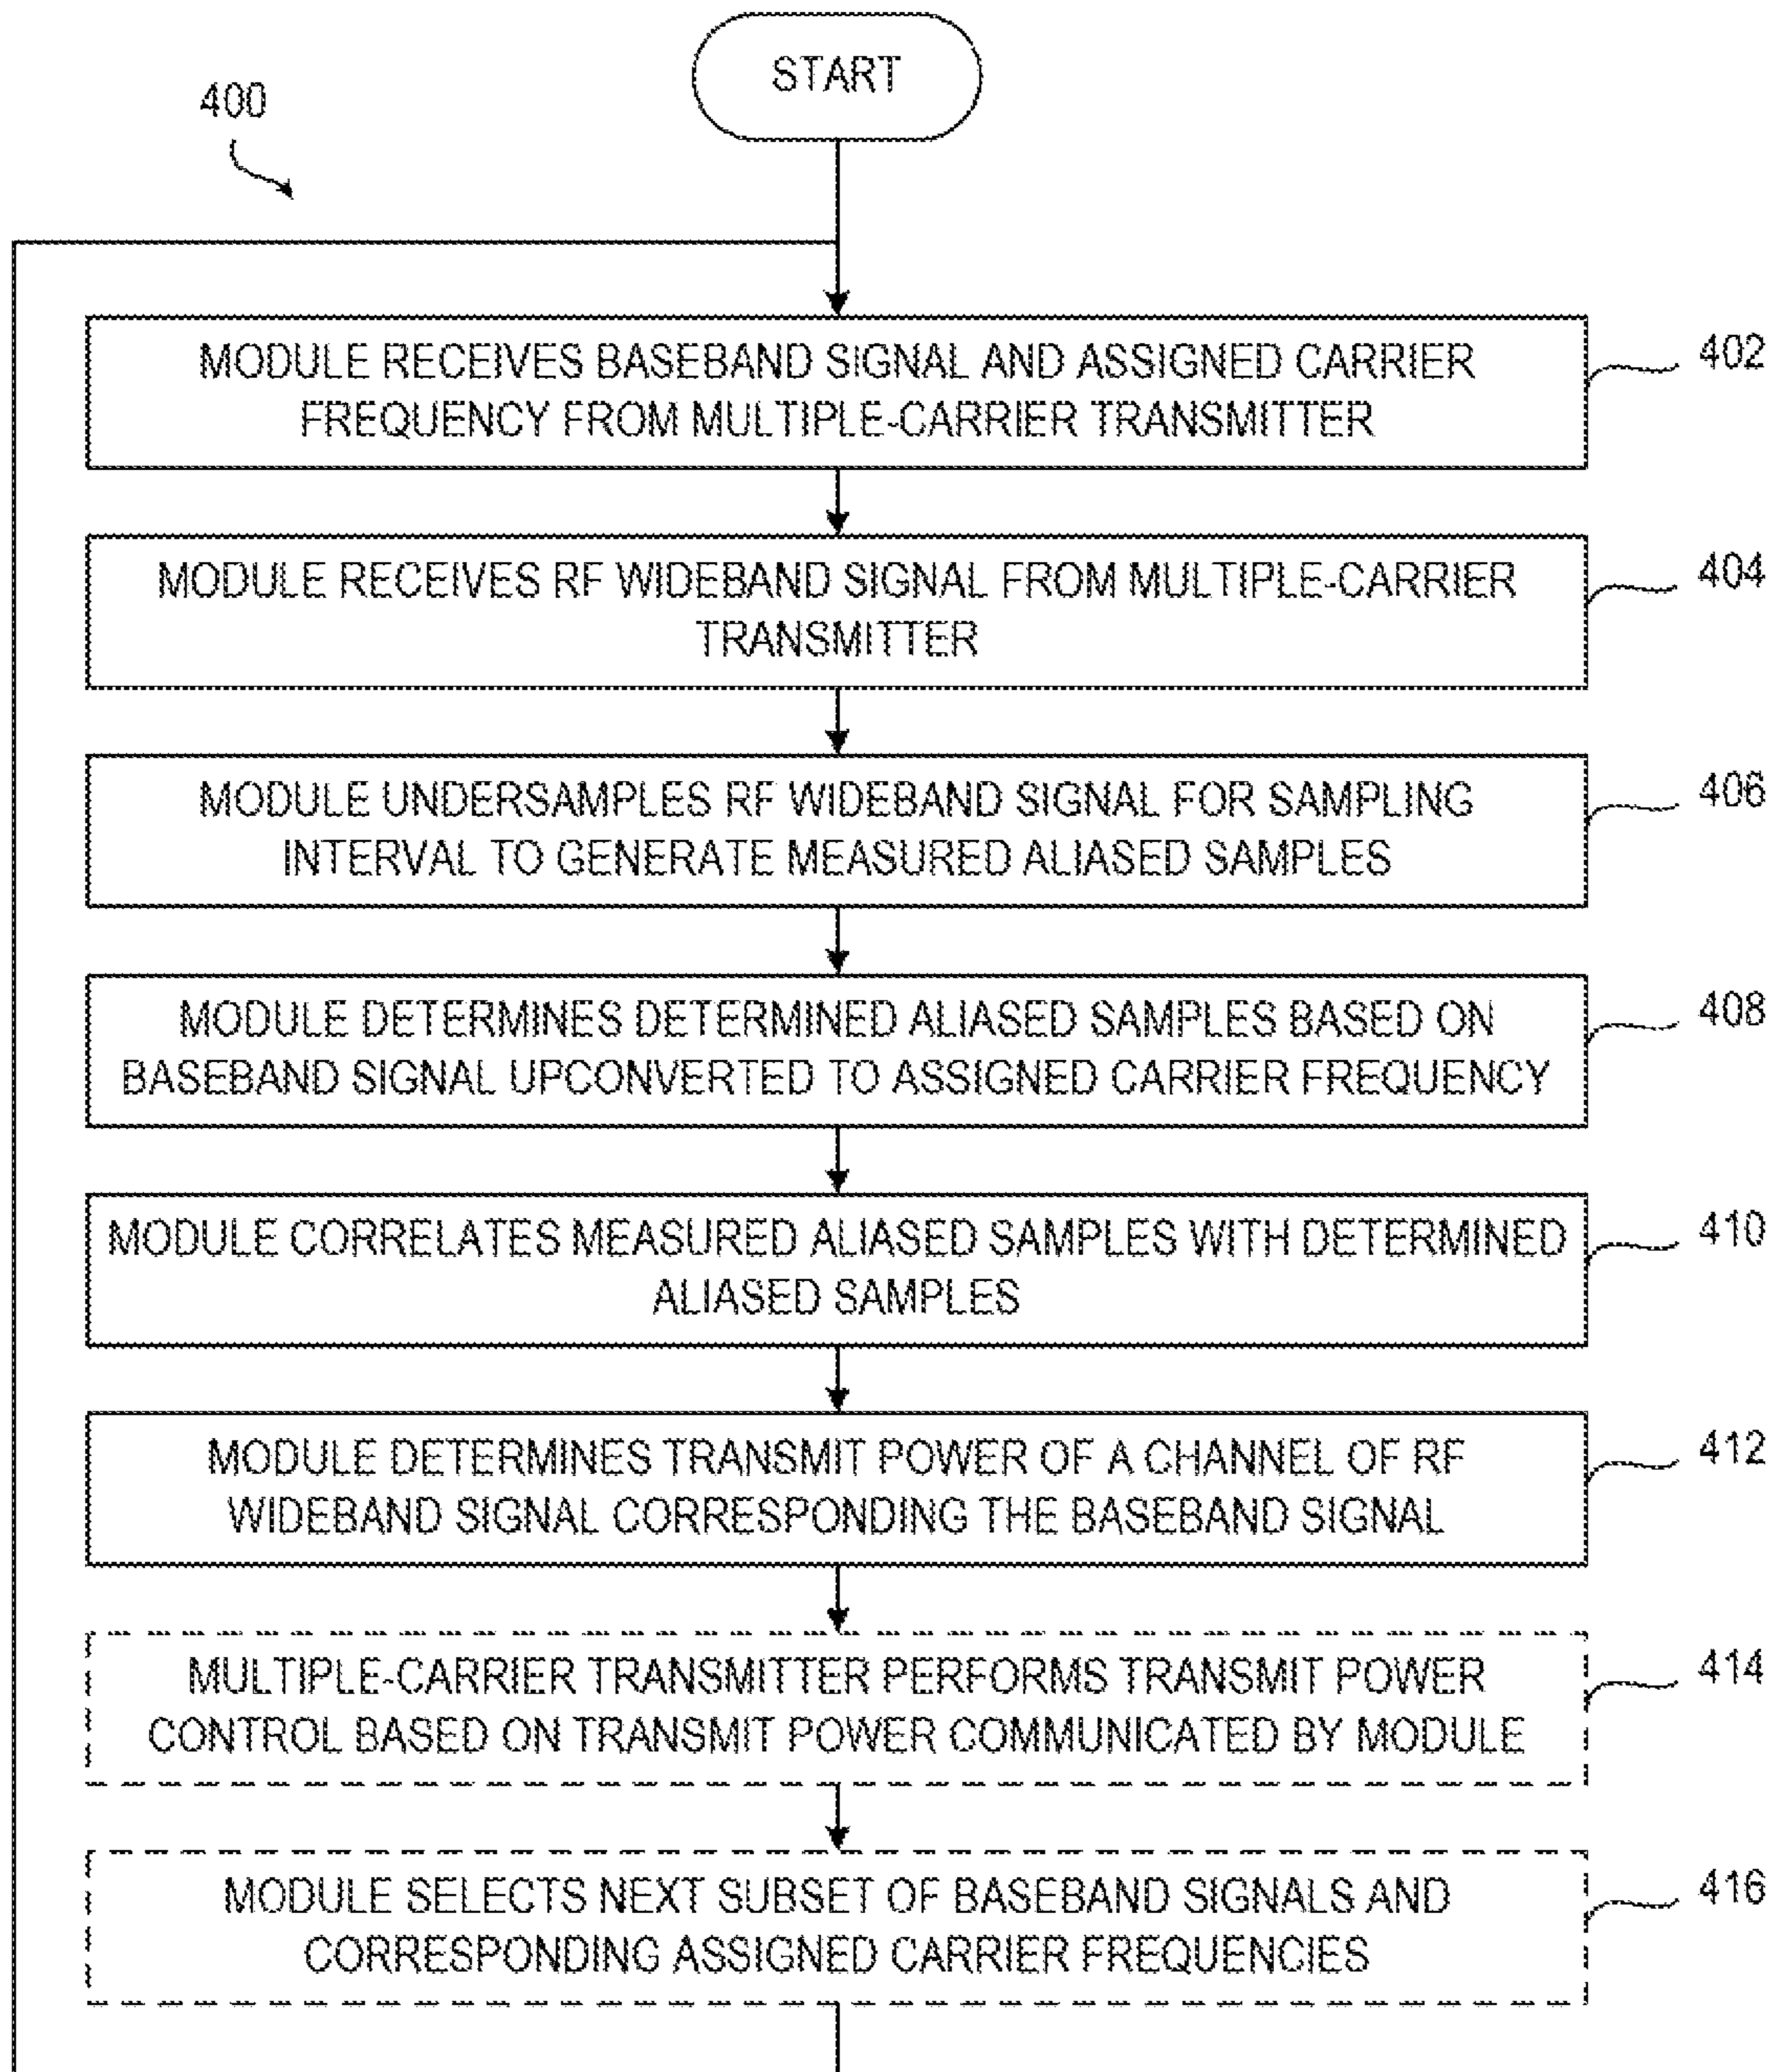 START
400
MODULE RECEIVES BASEBAND SIGNAL AND ASSIGNED CARRIER
FREQUENCY FROM MULTIPLE-CARRIER TRANSMITTER
402
MODULE RECEIVES RF WIDEBAND SIGNAL FROM MULTIPLE-CARRIER
TRANSMITTER
404
MODULE UNDERSAMPLES RF WIDEBAND SIGNAL FOR SAMPLING
INTERVAL TO GENERATE MEASURED ALIASED SAMPLES
406
MODULE DETERMINES DETERMINED ALIASED SAMPLES BASED ON
BASEBAND SIGNAL UPCONVERTED TO ASSIGNED CARRIER FREQUENCY
408
MODULE CORRELATES MEASURED ALIASED SAMPLES WITH DETERMINED
ALIASED SAMPLES
410
MODULE DETERMINES TRANSMIT POWER OF A CHANNEL OF RF
WIDEBAND SIGNAL CORRESPONDING THE BASEBAND SIGNAL
412
MULTIPLE-CARRIER TRANSMITTER PERFORMS TRANSMIT POWER
CONTROL BASED ON TRANSMIT POWER COMMUNICATED BY MODULE
414
MODULE SELECTS NEXT SUBSET OF BASEBAND SIGNALS AND
CORRESPONDING ASSIGNED CARRIER FREQUENCIES
416